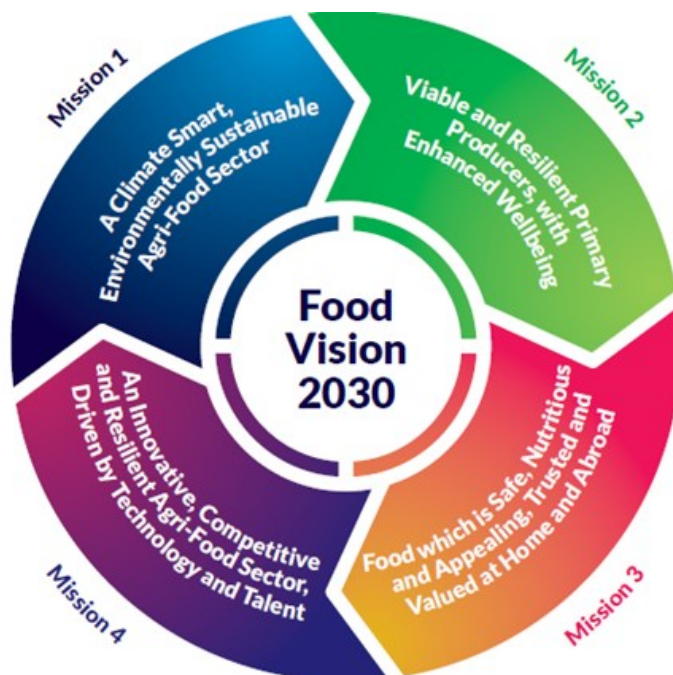 Mission 1
A Climate Smart,
Environmentally Sustainable
Agri-Food Sector
Mission 2
Viable and Resilient Primary
Producers, with
Enhanced Wellbeing
Food
Vision
2030
Food which is Safe, Nutritious
and Appealing, Trusted and
Valued at Home and Abroad
Mission 3
An Innovative, Competitive
and Resilient Agri-Food Sector,
Driven by Technology and Talent
Mission 4